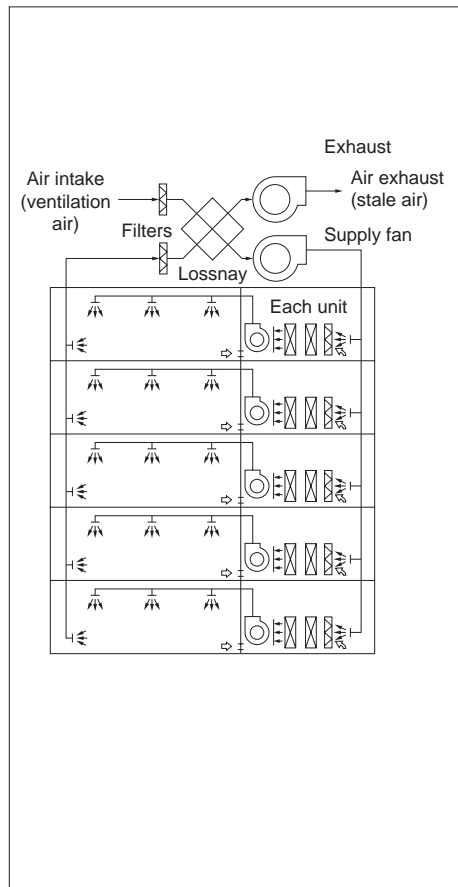 Exhaust
Air intake
(ventilation
air)
Air exhaust
(stale air)
Filters
Supply fan
Lossnay
Each unit